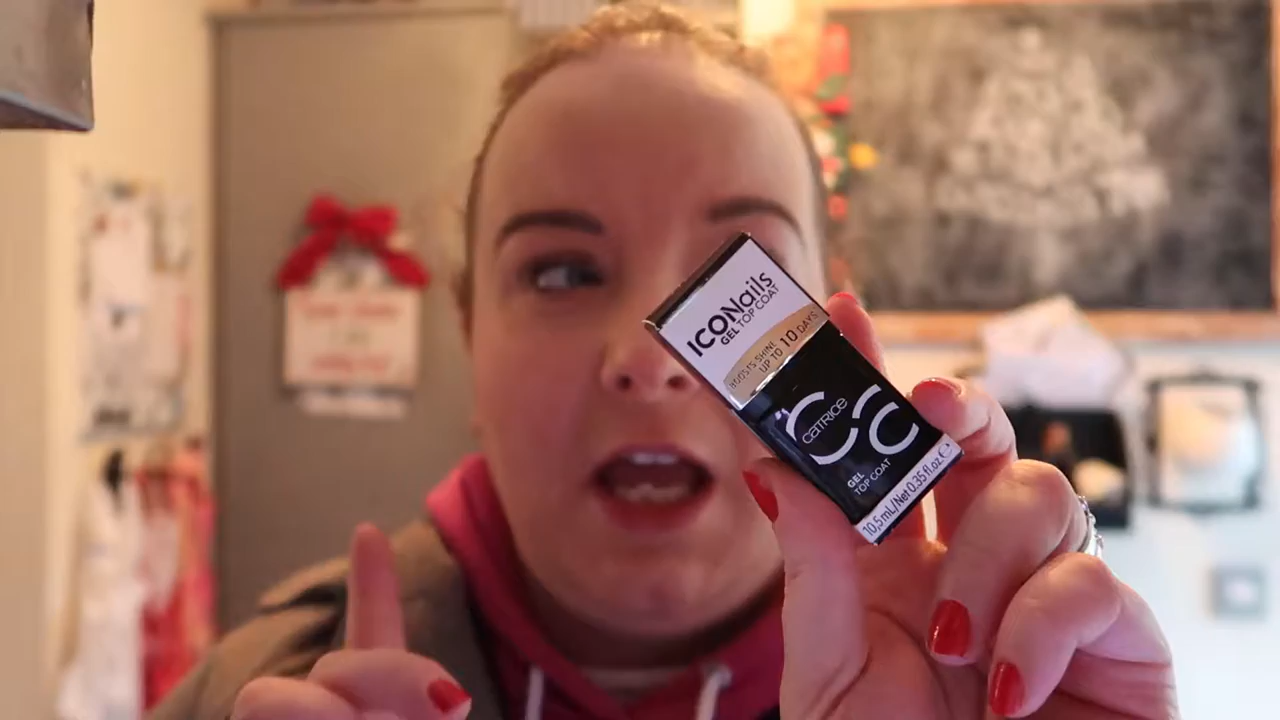 ICONails
GEL TOP COAT
BOOSTS SHINE
UP TO 10 DAYS
CATRICE
GEL
TOP COAT
10,5 mL/Net 0.35 fl.oz.